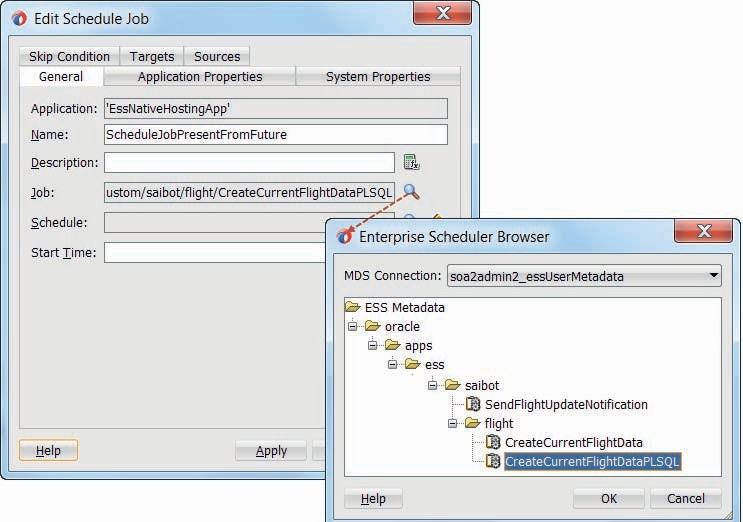 Edit Schedule Job
Skip Condition Targets Sources
General Application Properties System Properties
Application: 'EssNativeHostingApp'
Name: ScheduleJobPresentFromFuture
Description:
Job: ustom/saibot/flight/CreateCurrentFlightDataPLSQL
Schedule:
Start Time:
Help Apply
Enterprise Scheduler Browser
MDS Connection: soa2admin2_essUserMetadata
ESS Metadata
oracle
apps
ess
saibot
SendFlightUpdateNotification
flight
CreateCurrentFlightData
CreateCurrentFlightDataPLSQL
Help OK Cancel